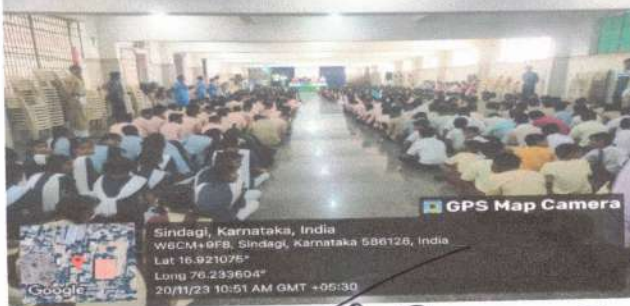 GPS Map Camera
Sindagi, Karnataka, India
W6CM+9F8, Sindagi, Karnataka 586128, India
Lat 16.921075°
Long 76.233604°
20/11/23 10:51 AM GMT +05:30
Google